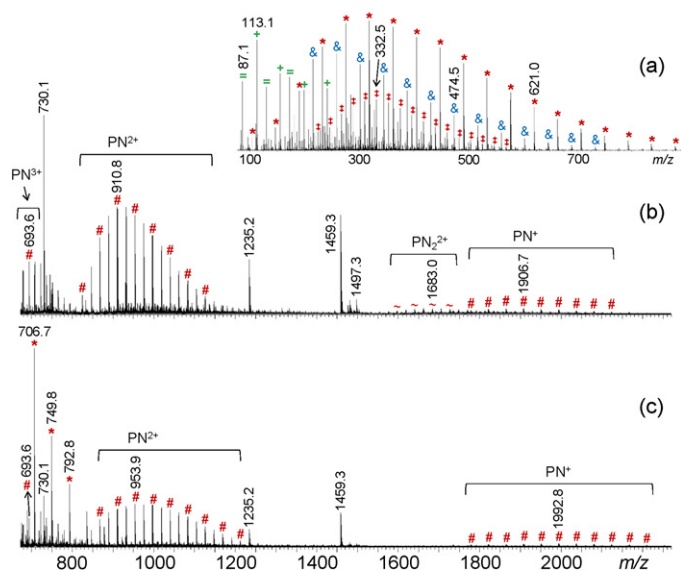 113.1
87.1
332.5
474.5
621.0
(a)
100 300 500 700 m/z
730.1
PN3+
693.6
PN2+
910.8
1235.2
1459.3
1497.3
PN22+
1683.0
PN+
1906.7
(b)
706.7
749.8
792.8
693.6
730.1
PN2+
953.9
1235.2
1459.3
PN+
1992.8
(c)
800 1000 1200 1400 1600 1800 2000 m/z